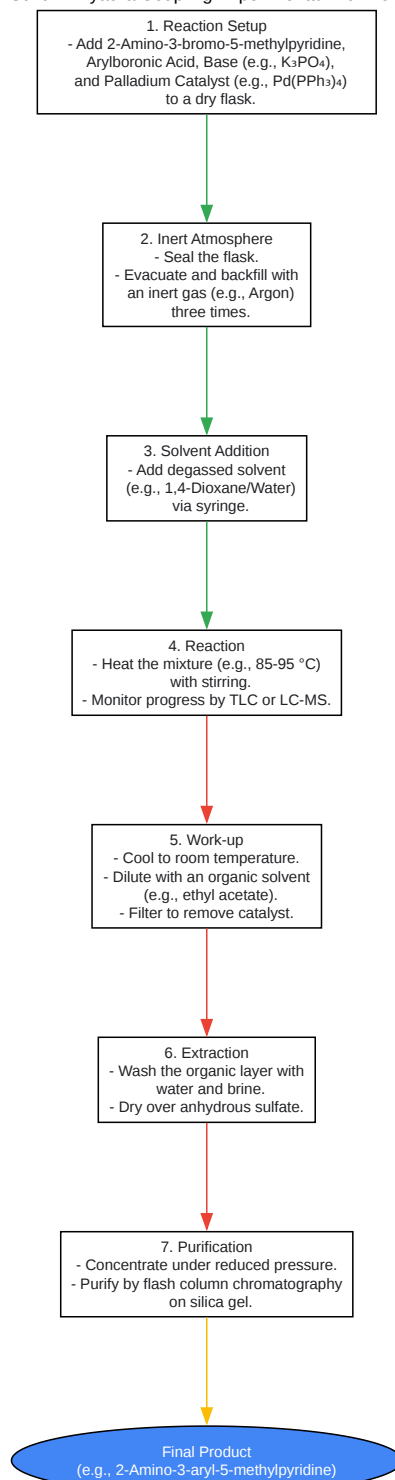 1. Reaction Setup
- Add 2-Amino-3-bromo-5-methylpyridine,
Arylboronic Acid, Base (e.g., K₃PO₄),
and Palladium Catalyst (e.g., Pd(PPh₃)₄)
to a dry flask.
2. Inert Atmosphere
- Seal the flask.
- Evacuate and backfill with
an inert gas (e.g., Argon)
three times.
3. Solvent Addition
- Add degassed solvent
(e.g., 1,4-Dioxane/Water)
via syringe.
4. Reaction
- Heat the mixture (e.g., 85-95 °C)
with stirring.
- Monitor progress by TLC or LC-MS.
5. Work-up
- Cool to room temperature.
- Dilute with an organic solvent
(e.g., ethyl acetate).
- Filter to remove catalyst.
6. Extraction
- Wash the organic layer with
water and brine.
- Dry over anhydrous sulfate.
7. Purification
- Concentrate under reduced pressure.
- Purify by flash column chromatography
on silica gel.
Final Product
(e.g., 2-Amino-3-aryl-5-methylpyridine)